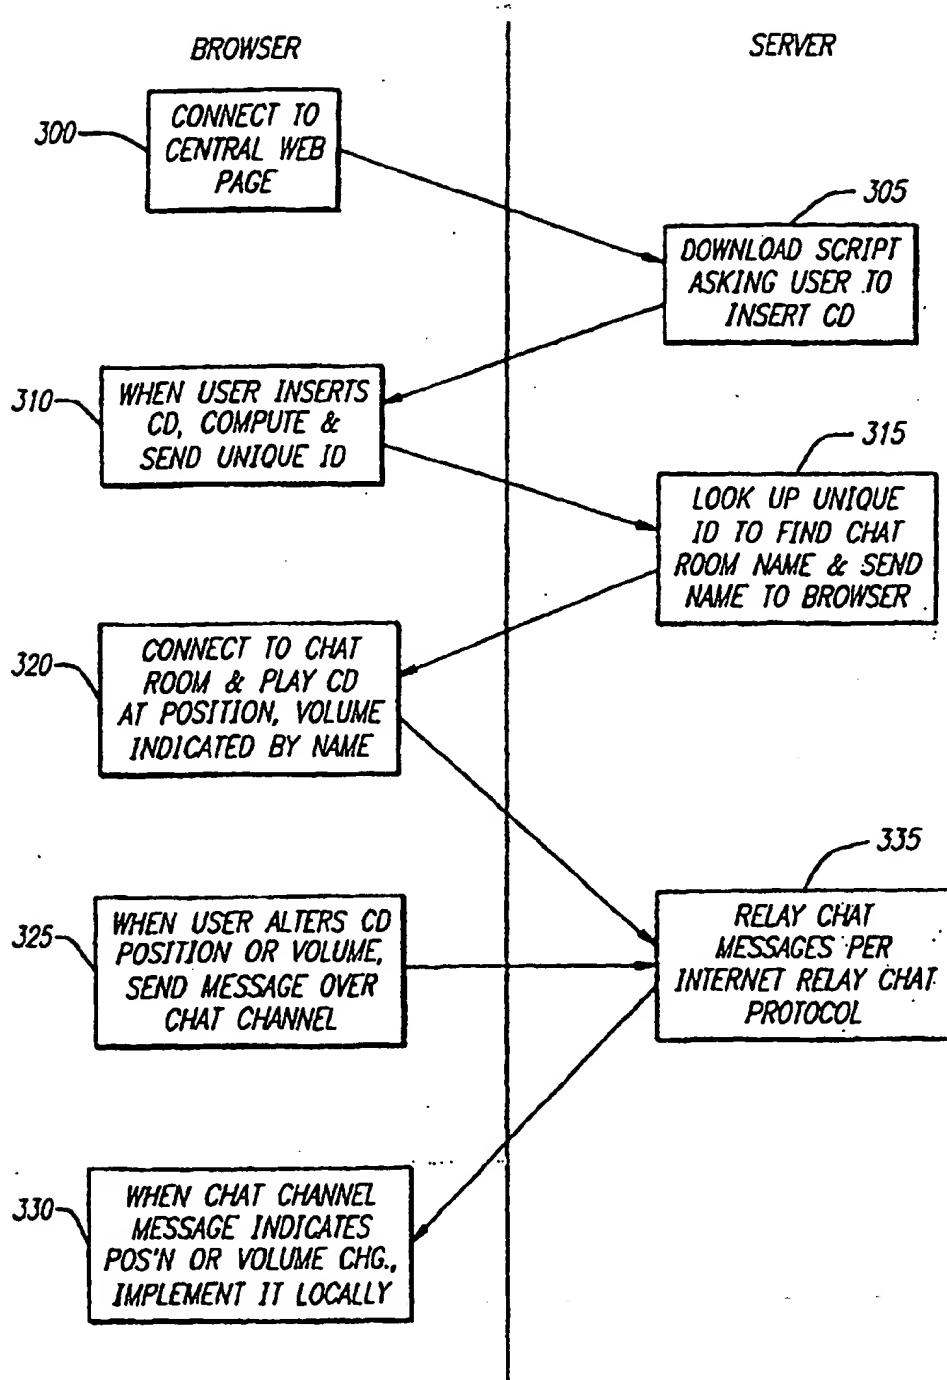 BROWSER
SERVER
300
CONNECT TO
CENTRAL WEB
PAGE
305
DOWNLOAD SCRIPT
ASKING USER TO
INSERT CD
310
WHEN USER INSERTS
CD, COMPUTE &
SEND UNIQUE ID
315
LOOK UP UNIQUE
ID TO FIND CHAT
ROOM NAME & SEND
NAME TO BROWSER
320
CONNECT TO CHAT
ROOM & PLAY CD
AT POSITION, VOLUME
INDICATED BY NAME
335
RELAY CHAT
MESSAGES PER
INTERNET RELAY CHAT
PROTOCOL
325
WHEN USER ALTERS CD
POSITION OR VOLUME,
SEND MESSAGE OVER
CHAT CHANNEL
330
WHEN CHAT CHANNEL
MESSAGE INDICATES
POS'N OR VOLUME CHG.,
IMPLEMENT IT LOCALLY